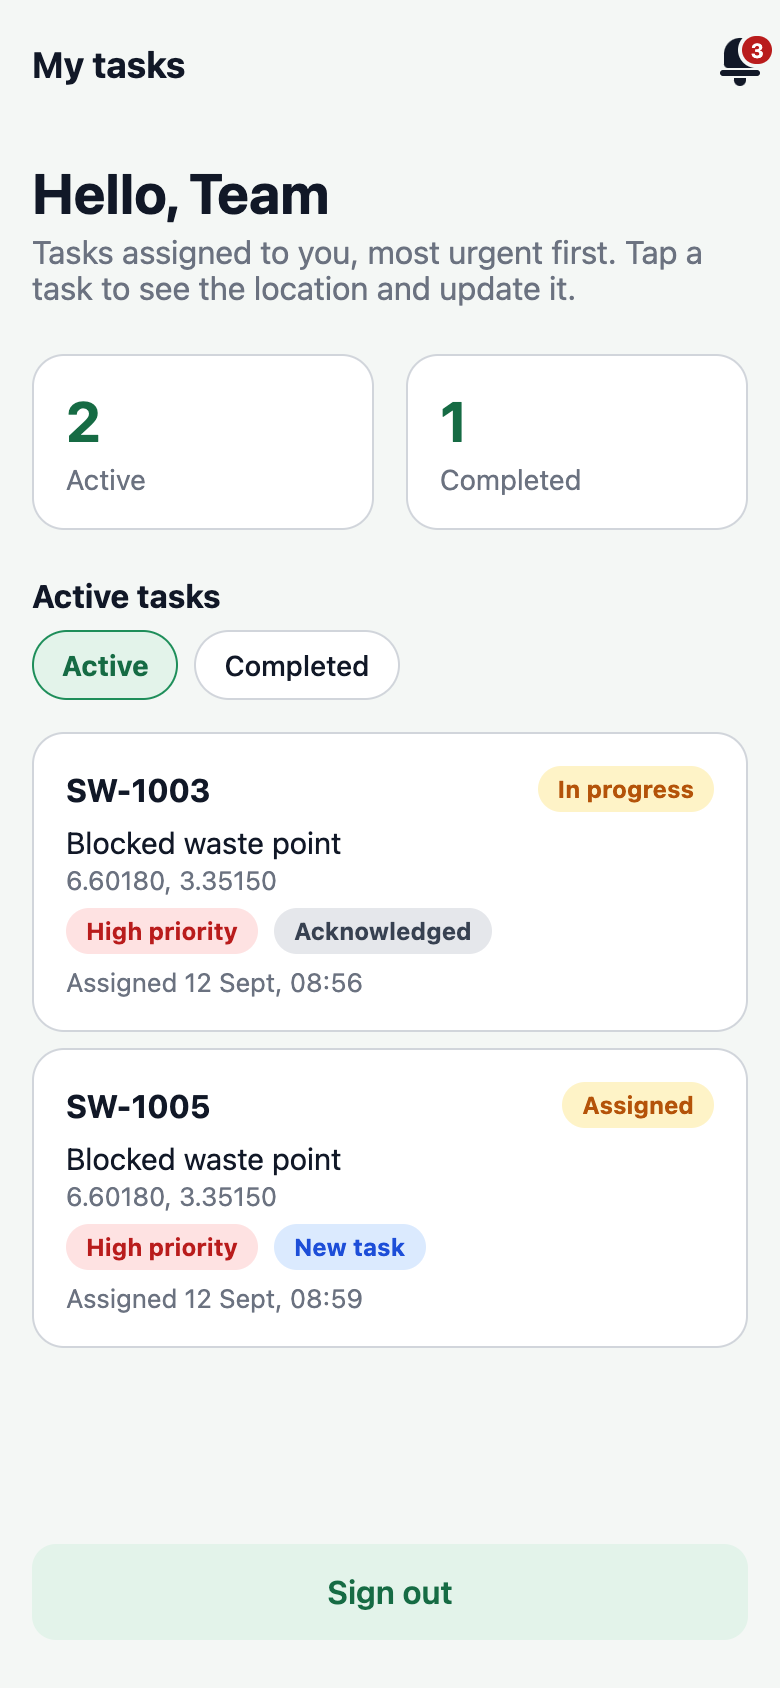 My tasks
3
Hello, Team
Tasks assigned to you, most urgent first. Tap a
task to see the location and update it.
2
Active
1
Completed
Active tasks
Active
Completed
SW-1003
In progress
Blocked waste point
6.60180, 3.35150
High priority
Acknowledged
Assigned 12 Sept, 08:56
SW-1005
Assigned
Blocked waste point
6.60180, 3.35150
High priority
New task
Assigned 12 Sept, 08:59
Sign out